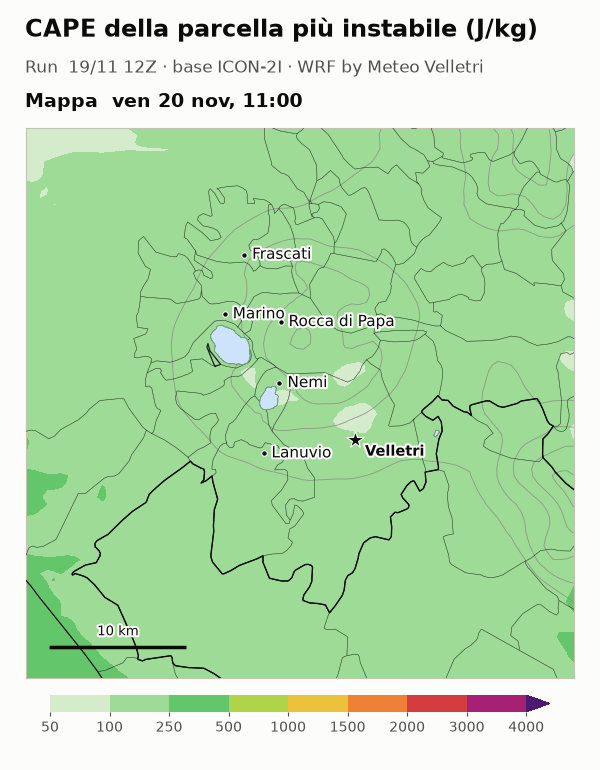 CAPE della parcella più instabile (J/kg)
Run  19/11 12Z · base ICON-2I · WRF by Meteo Velletri
Mappa  ven 20 nov, 11:00
Frascati
Marino
Rocca di Papa
Nemi
Velletri
Lanuvio
10 km
50 100 250 500 1000 1500 2000 3000 4000